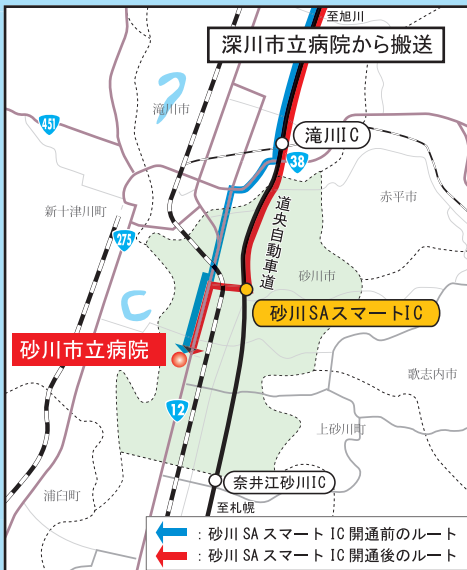 至旭川
深川市立病院から搬送
滝川市
451
滝川IC
38
赤平市
新十津川町
275
道央自動車道
砂川市
砂川SAスマートIC
砂川市立病院
歌志内市
12
上砂川町
奈井江砂川IC
浦臼町
至札幌
：砂川 SA スマート IC 開通前のルート
：砂川 SA スマート IC 開通後のルート